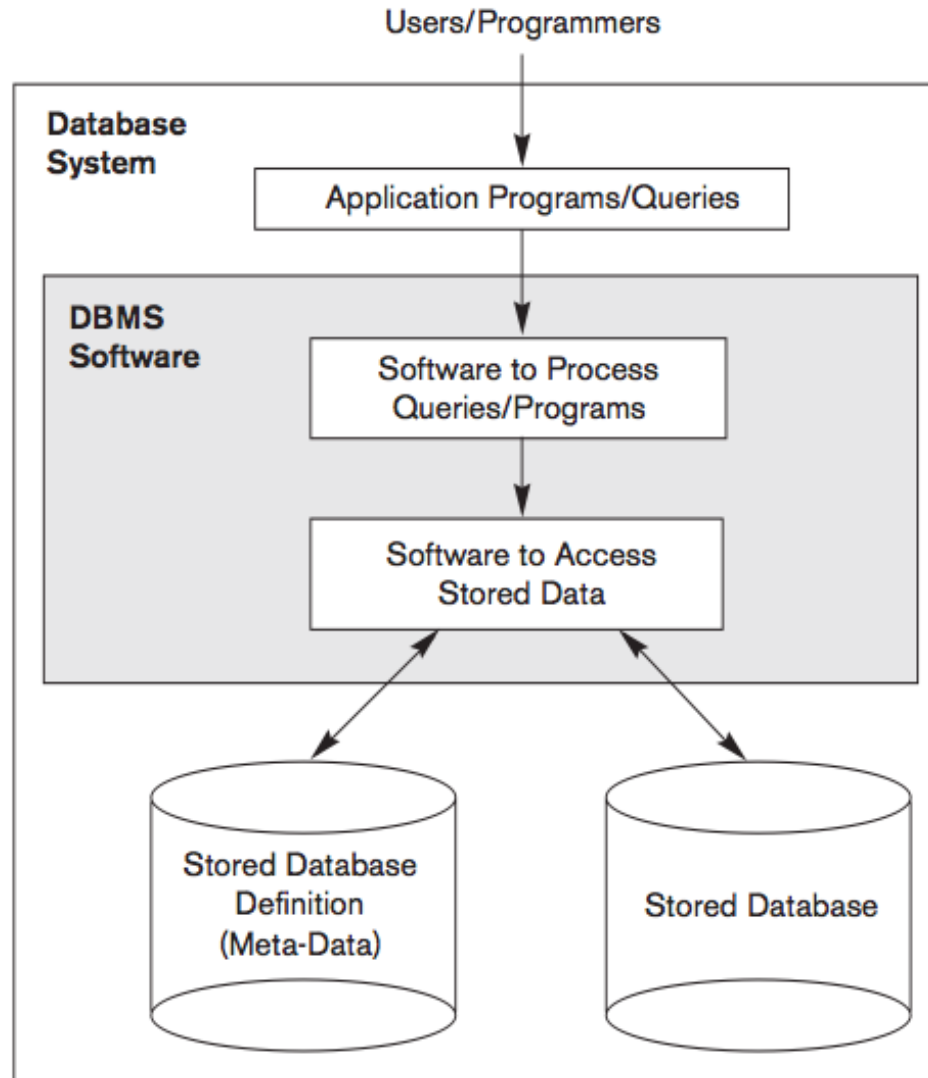 Users/Programmers
Database
System
Application Programs/Queries
DBMS
Software
Software to Process
Queries/Programs
Software to Access
Stored Data
Stored Database
Definition
(Meta-Data)
Stored Database